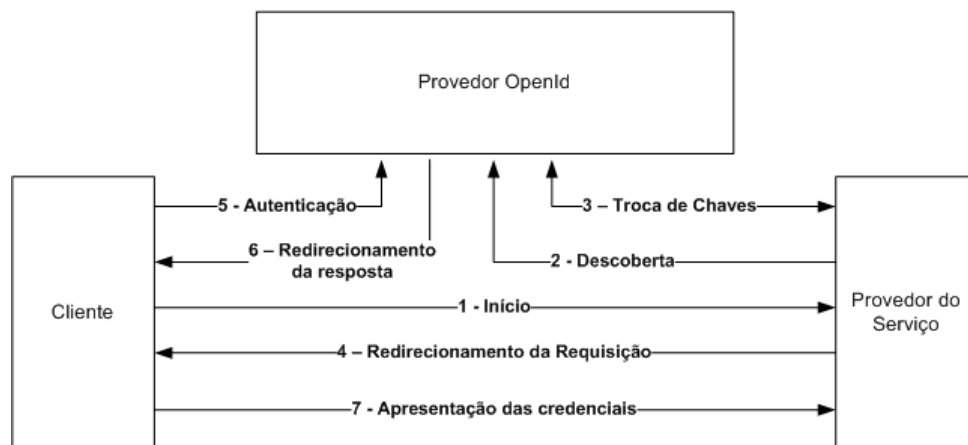 Provedor OpenId
5 - Autenticação
3 – Troca de Chaves
6 – Redirecionamento
da resposta
2 - Descoberta
Cliente
1 - Início
Provedor do
Serviço
4 – Redirecionamento da Requisição
7 - Apresentação das credenciais